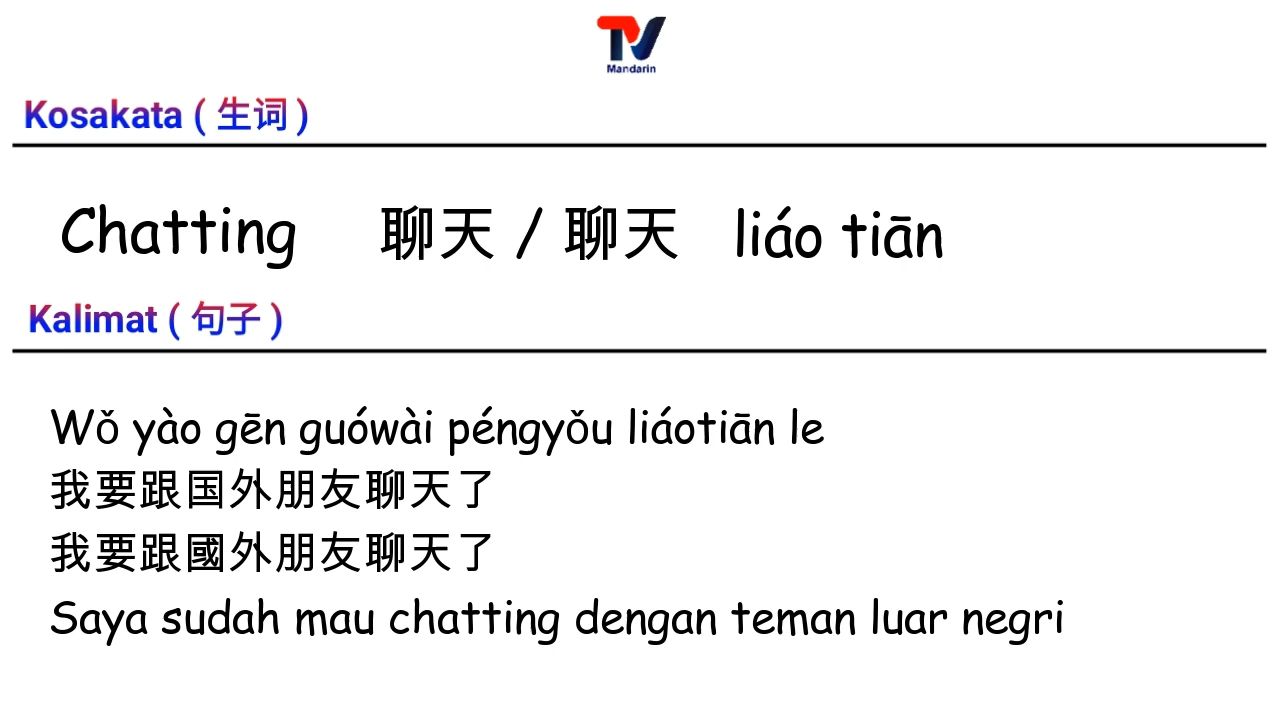 TV
Mandarin
Kosakata ( 生词 )
Chatting 聊天 / 聊天 liáo tiān
Kalimat ( 句子 )
Wǒ yào gēn guówài péngyǒu liáotiān le
我要跟国外朋友聊天了
我要跟國外朋友聊天了
Saya sudah mau chatting dengan teman luar negri